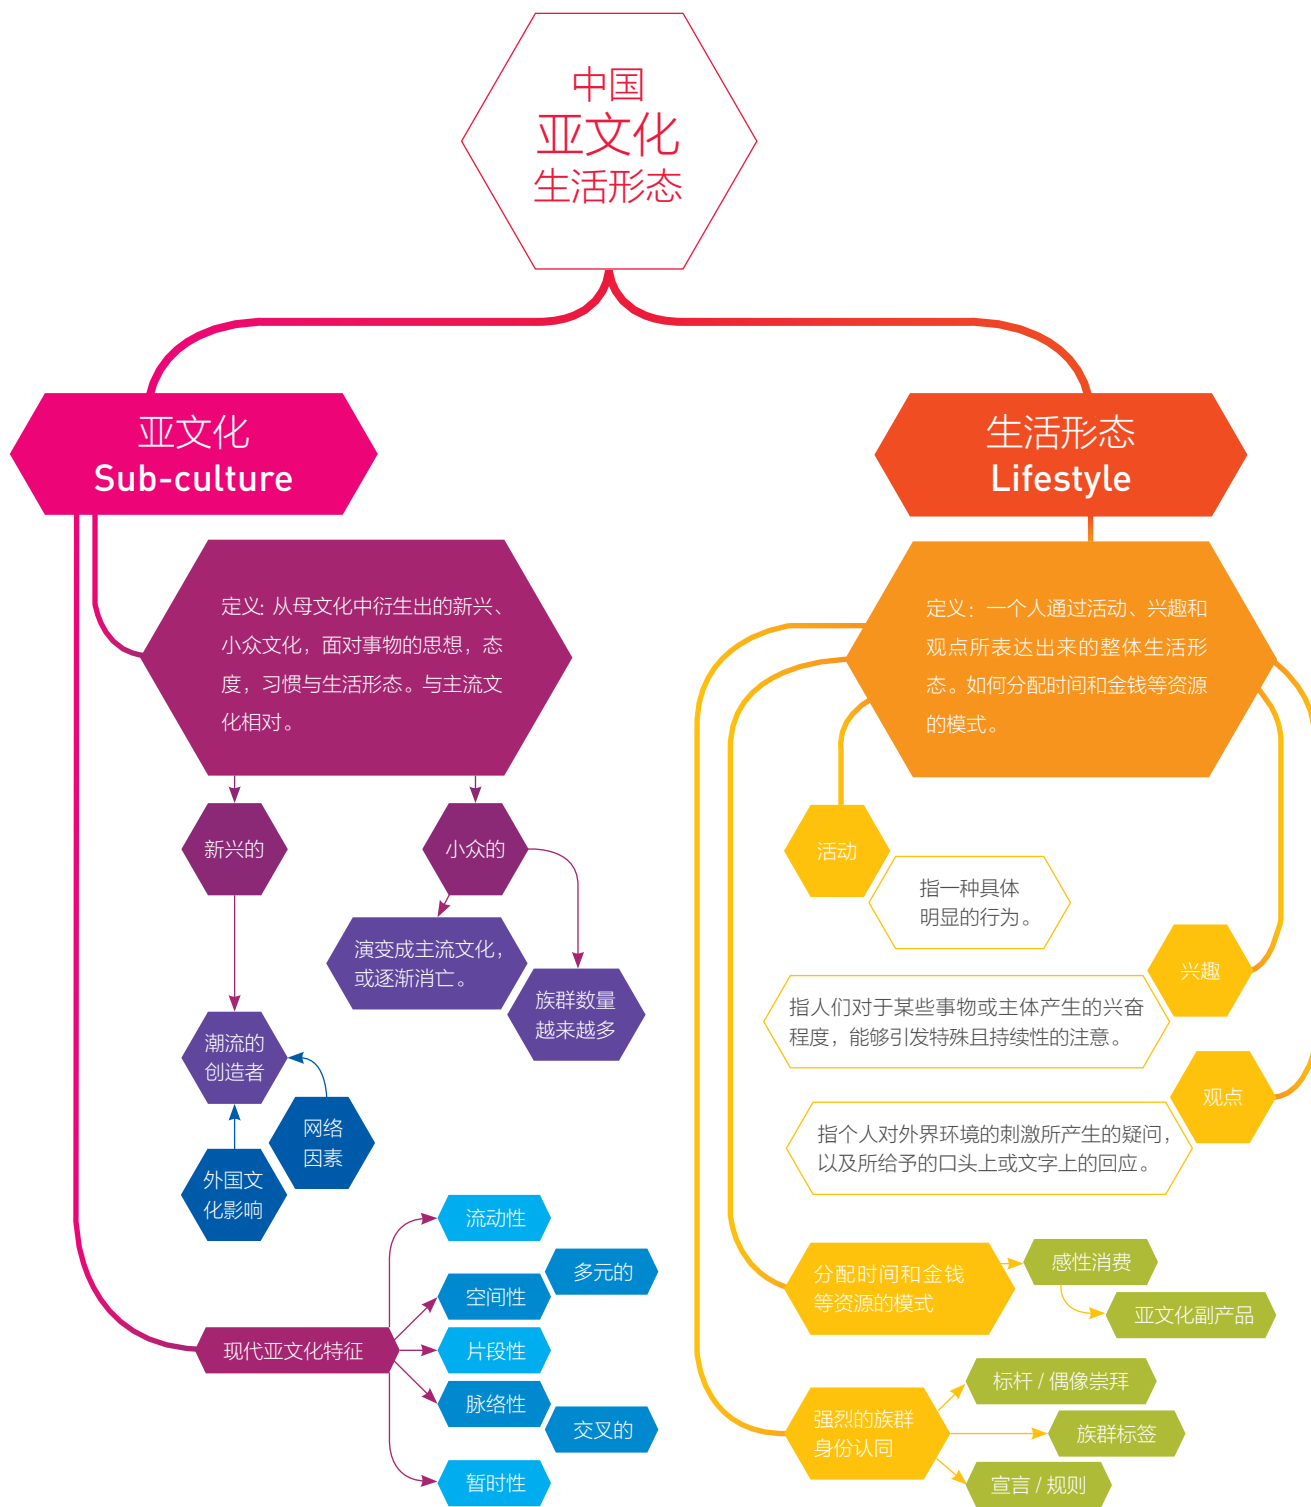 中国
亚文化
生活形态
亚文化
Sub-culture
定义: 从母文化中衍生出的新兴、
小众文化，面对事物的思想，态
度，习惯与生活形态。与主流文
化相对。
新兴的
小众的
演变成主流文化，
或逐渐消亡。
族群数量
越来越多
潮流的
创造者
网络
因素
外国文
化影响
现代亚文化特征
流动性
多元的
空间性
片段性
脉络性
交叉的
暂时性
生活形态
Lifestyle
定义：一个人通过活动、兴趣和
观点所表达出来的整体生活形
态。如何分配时间和金钱等资源
的模式。
活动
指一种具体
明显的行为。
兴趣
指人们对于某些事物或主体产生的兴奋
程度，能够引发特殊且持续性的注意。
观点
指个人对外界环境的刺激所产生的疑问，
以及所给予的口头上或文字上的回应。
分配时间和金钱
等资源的模式
感性消费
亚文化副产品
强烈的族群
身份认同
标杆 / 偶像崇拜
族群标签
宣言 / 规则